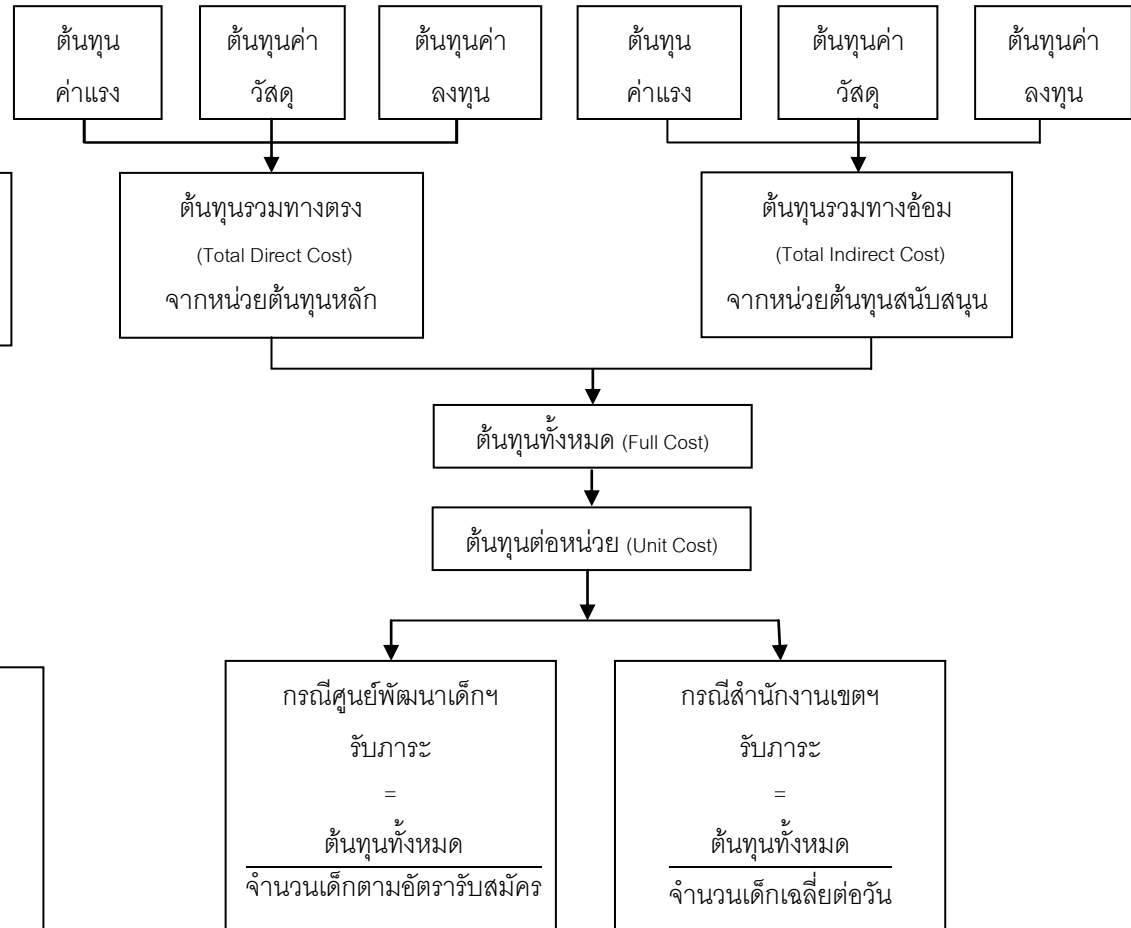 ต้นทุน
ค่าแรง
ต้นทุนค่า
วัสดุ
ต้นทุนค่า
ลงทุน
ต้นทุน
ค่าแรง
ต้นทุนค่า
วัสดุ
ต้นทุนค่า
ลงทุน
ต้นทุนรวมทางตรง
(Total Direct Cost)
จากหน่วยต้นทุนหลัก
ต้นทุนรวมทางอ้อม
(Total Indirect Cost)
จากหน่วยต้นทุนสนับสนุน
ต้นทุนทั้งหมด (Full Cost)
ต้นทุนต่อหน่วย (Unit Cost)
กรณีศูนย์พัฒนาเด็กฯ
รับภาระ
=
ต้นทุนทั้งหมด
จำนวนเด็กตามอัตรารับสมัคร
กรณีสำนักงานเขตฯ
รับภาระ
=
ต้นทุนทั้งหมด
จำนวนเด็กเฉลี่ยต่อวัน